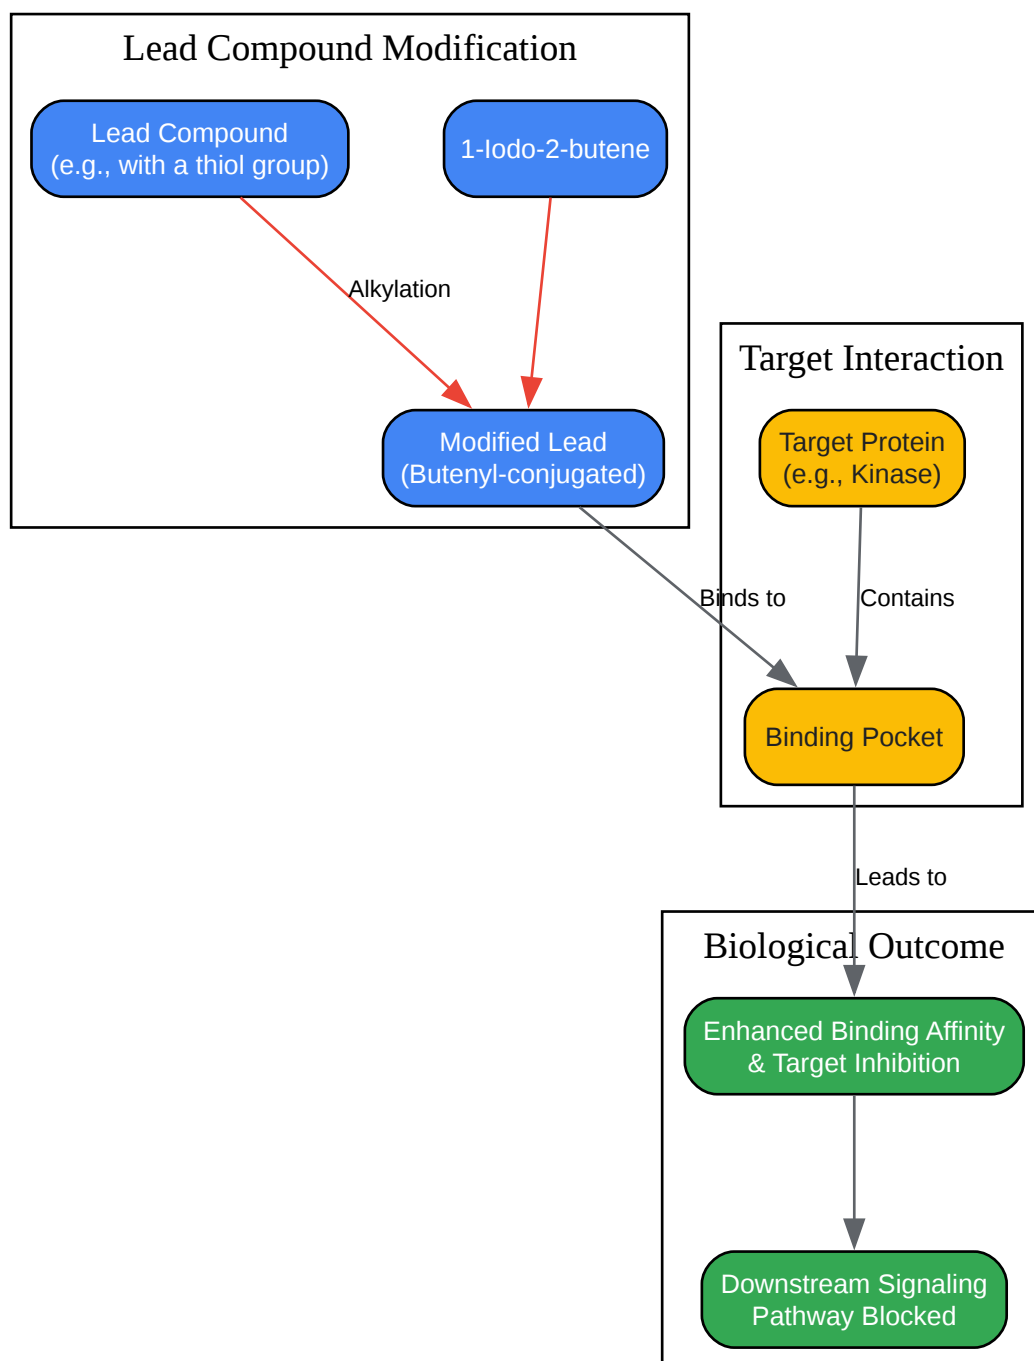 Lead Compound Modification
Lead Compound
(e.g., with a thiol group)
1-Iodo-2-butene
Alkylation
Modified Lead
(Butenyl-conjugated)
Target Interaction
Target Protein
(e.g., Kinase)
Binds to
Contains
Binding Pocket
Leads to
Biological Outcome
Enhanced Binding Affinity
& Target Inhibition
Downstream Signaling
Pathway Blocked